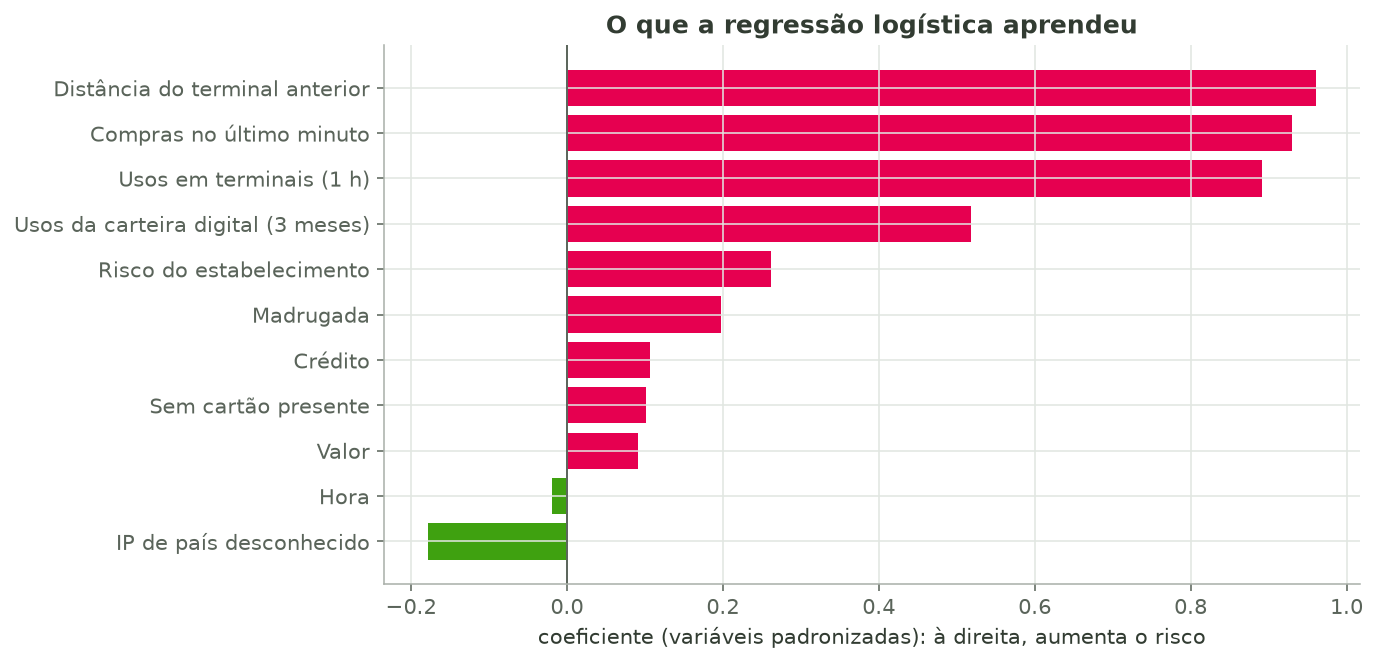 O que a regressão logística aprendeu
Distância do terminal anterior
Compras no último minuto
Usos em terminais (1 h)
Usos da carteira digital (3 meses)
Risco do estabelecimento
Madrugada
Crédito
Sem cartão presente
Valor
Hora
IP de país desconhecido
−0.2 0.0 0.2 0.4 0.6 0.8 1.0
coeficiente (variáveis padronizadas): à direita, aumenta o risco